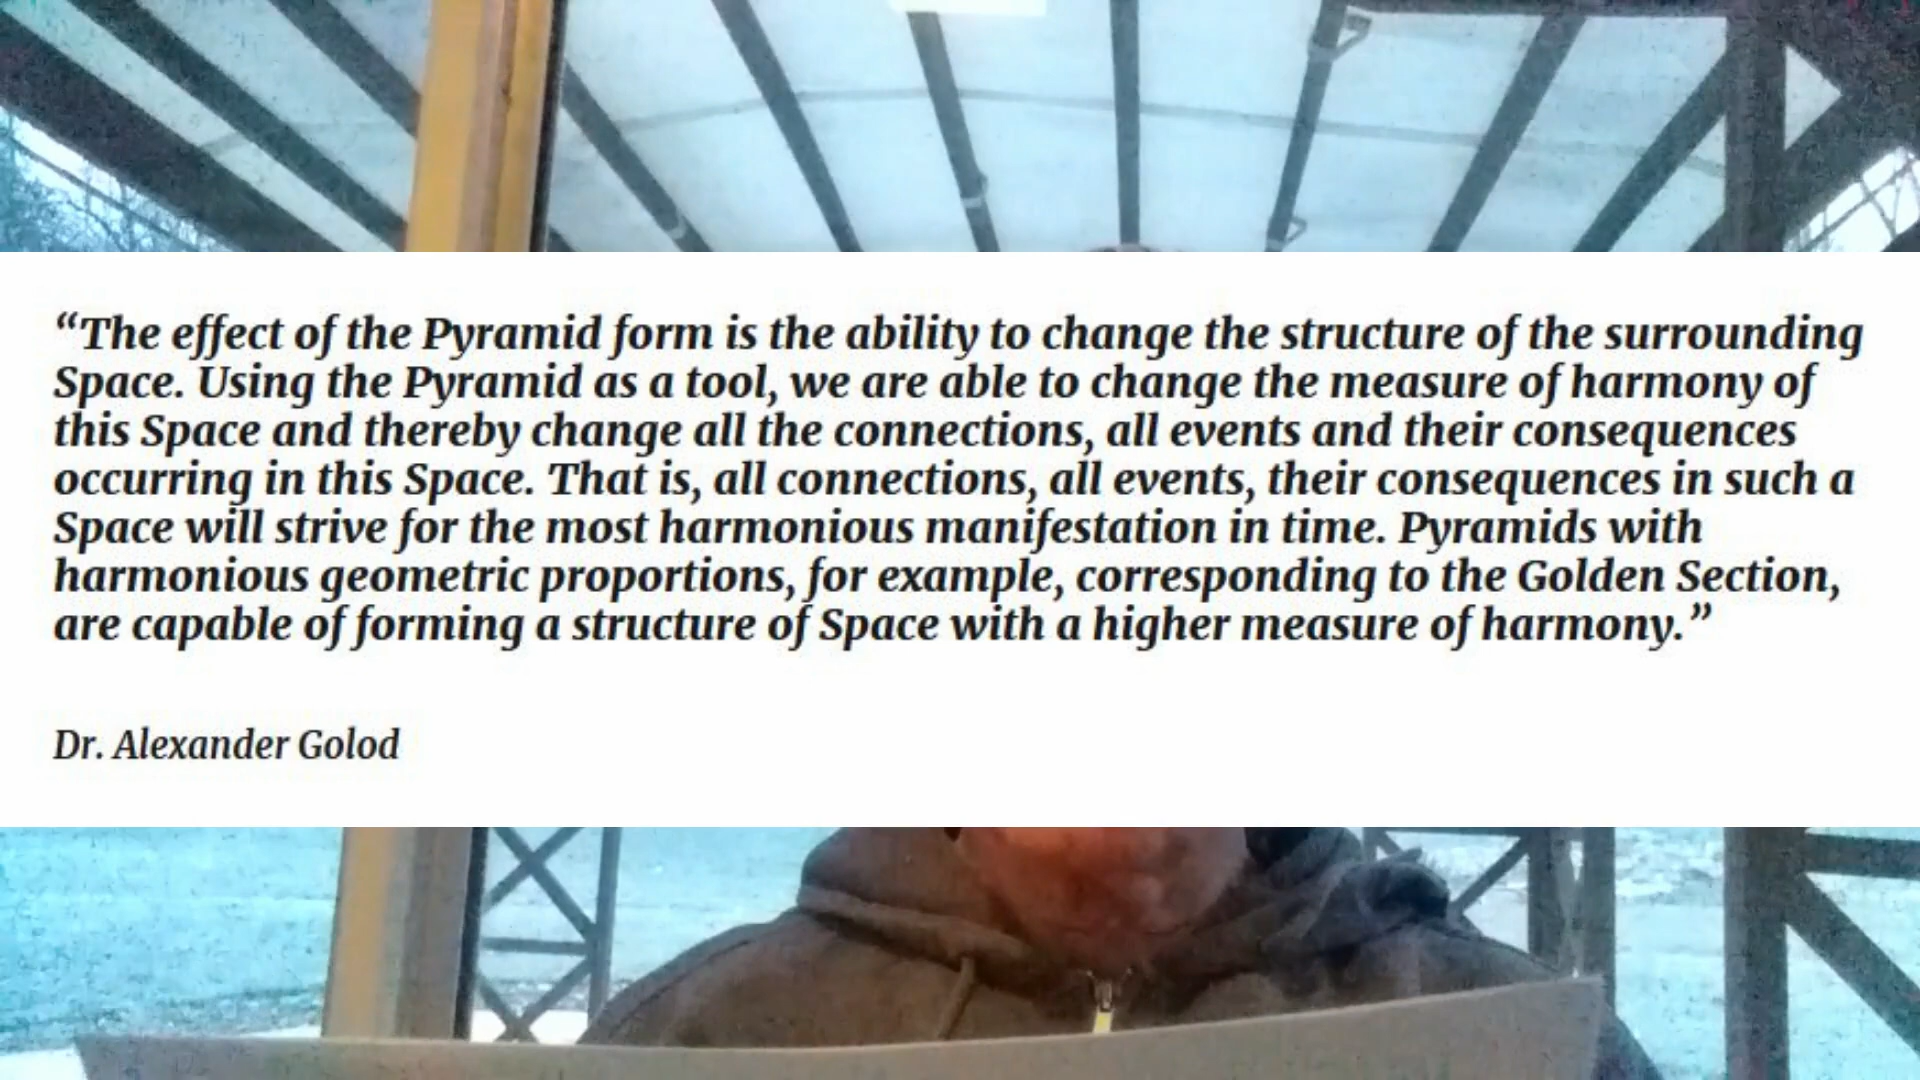 “The effect of the Pyramid form is the ability to change the structure of the surrounding
Space. Using the Pyramid as a tool, we are able to change the measure of harmony of
this Space and thereby change all the connections, all events and their consequences
occurring in this Space. That is, all connections, all events, their consequences in such a
Space will strive for the most harmonious manifestation in time. Pyramids with
harmonious geometric proportions, for example, corresponding to the Golden Section,
are capable of forming a structure of Space with a higher measure of harmony.”
Dr. Alexander Golod